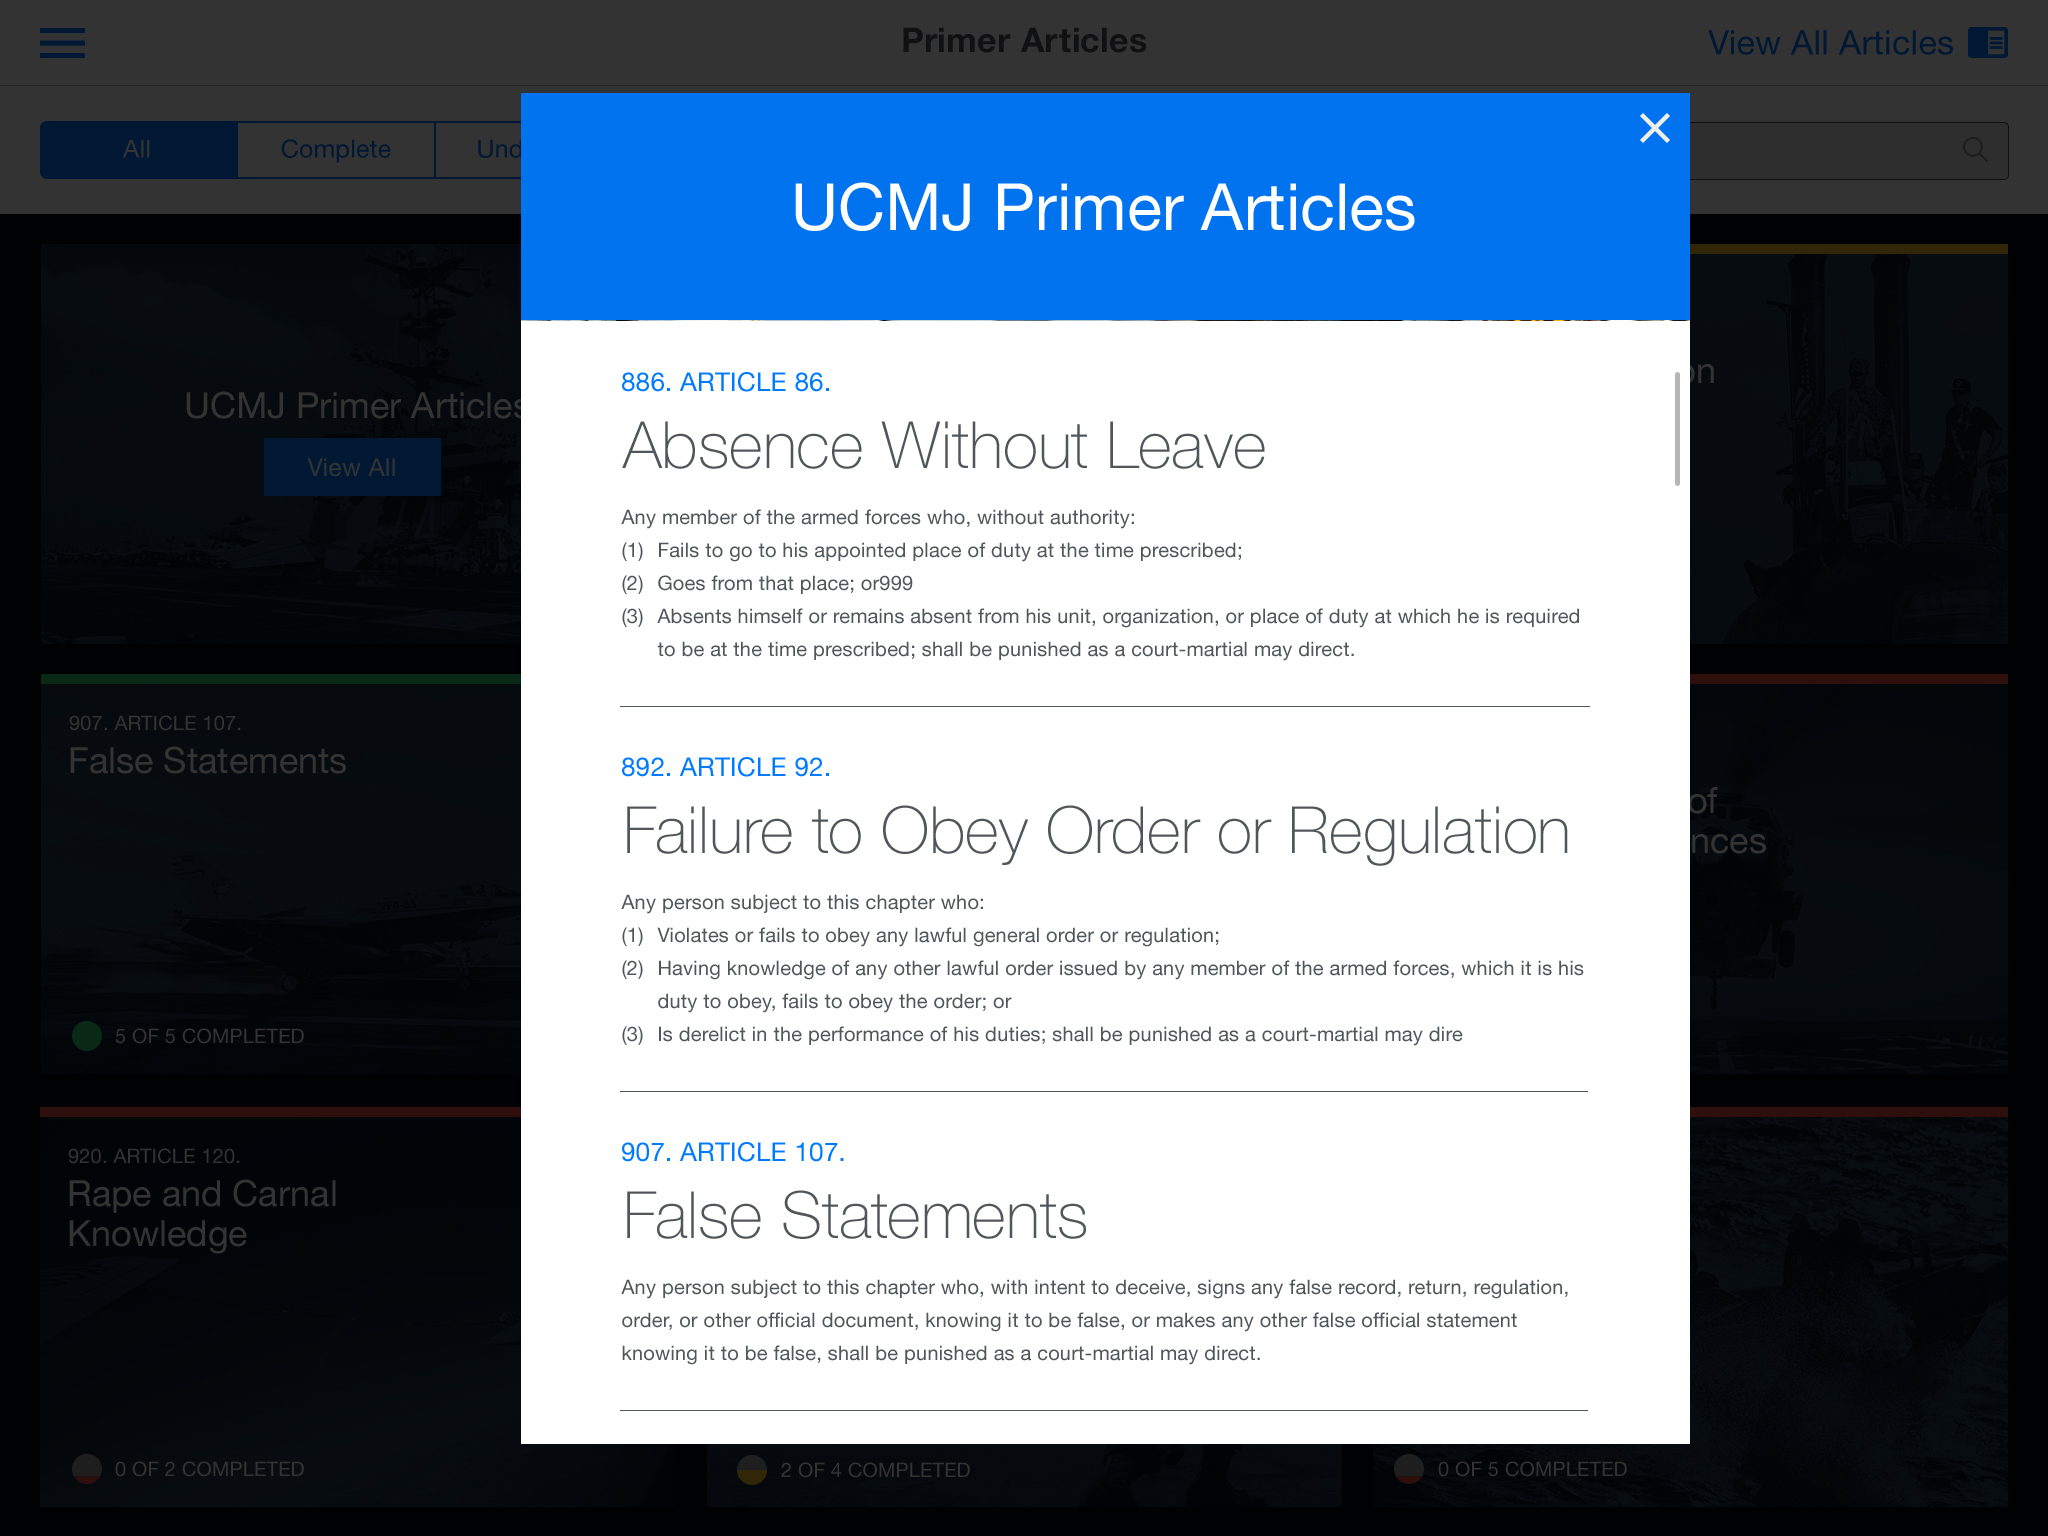 Primer Articles
View All Articles
All
Complete
Und
UCMJ Primer Articles
UCMJ Primer Articles
View All
on
886. ARTICLE 86.
Absence Without Leave
Any member of the armed forces who, without authority:
(1) Fails to go to his appointed place of duty at the time prescribed;
(2) Goes from that place; or999
(3) Absents himself or remains absent from his unit, organization, or place of duty at which he is required
to be at the time prescribed; shall be punished as a court-martial may direct.
907. ARTICLE 107.
False Statements
5 OF 5 COMPLETED
892. ARTICLE 92.
Failure to Obey Order or Regulation
Any person subject to this chapter who:
(1) Violates or fails to obey any lawful general order or regulation;
(2) Having knowledge of any other lawful order issued by any member of the armed forces, which it is his
duty to obey, fails to obey the order; or
(3) Is derelict in the performance of his duties; shall be punished as a court-martial may dire
of
nces
920. ARTICLE 120.
Rape and Carnal
Knowledge
0 OF 2 COMPLETED
907. ARTICLE 107.
False Statements
Any person subject to this chapter who, with intent to deceive, signs any false record, return, regulation,
order, or other official document, knowing it to be false, or makes any other false official statement
knowing it to be false, shall be punished as a court-martial may direct.
2 OF 4 COMPLETED
0 OF 5 COMPLETED